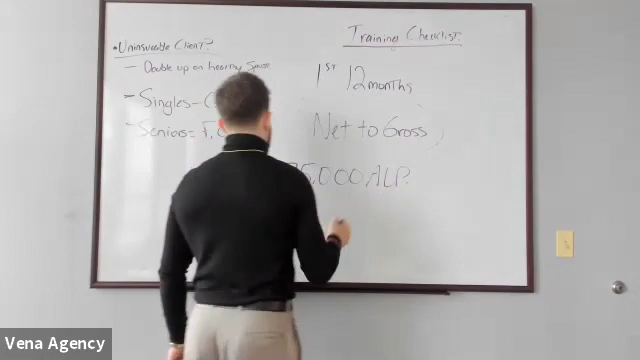 •Uninsurable Client?
— Double up on healthy Spouse
— Singles- C
- Seniors= F, C
Training Checklist:
1st 12 months
Net to Gross
5,000 ALP.
Vena Agency